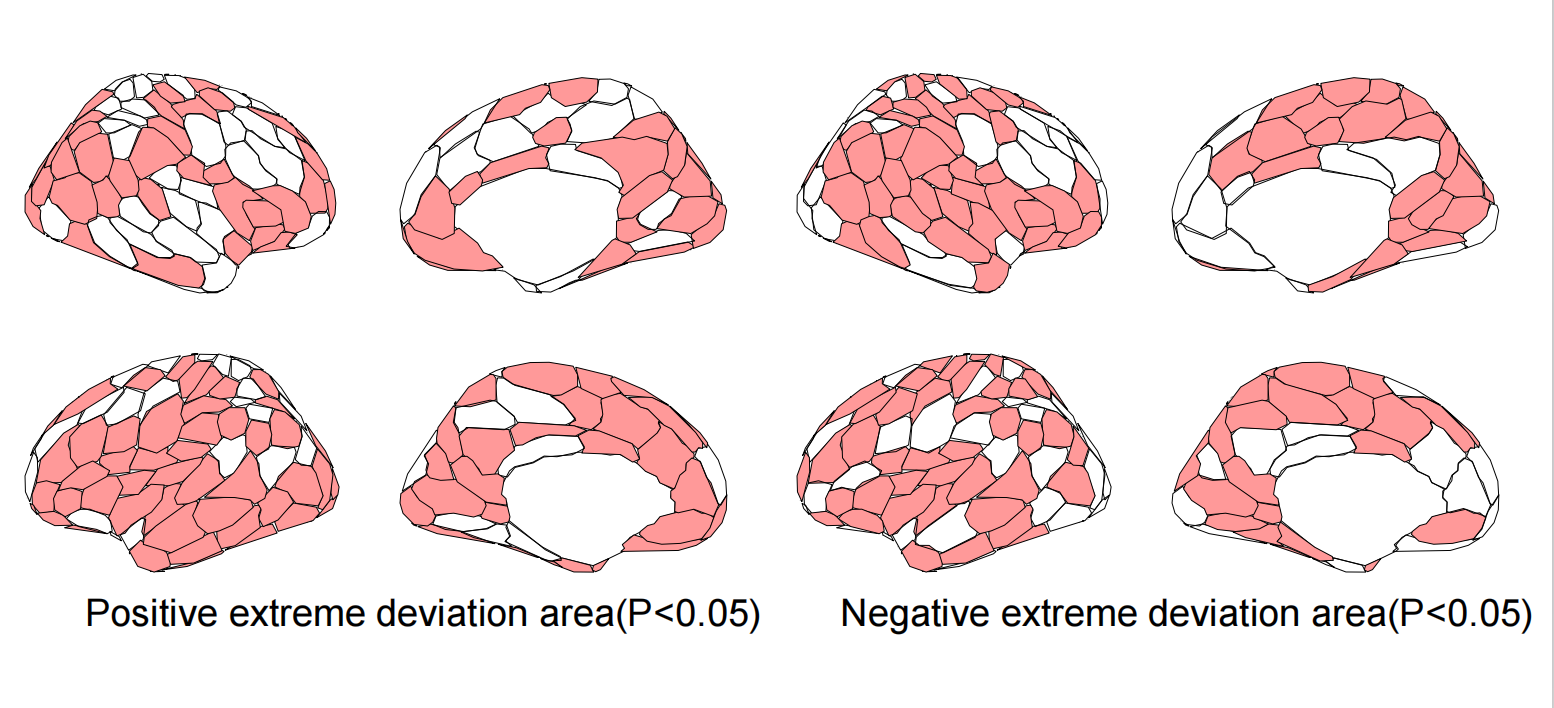 Positive extreme deviation area(P<0.05)
Negative extreme deviation area(P<0.05)